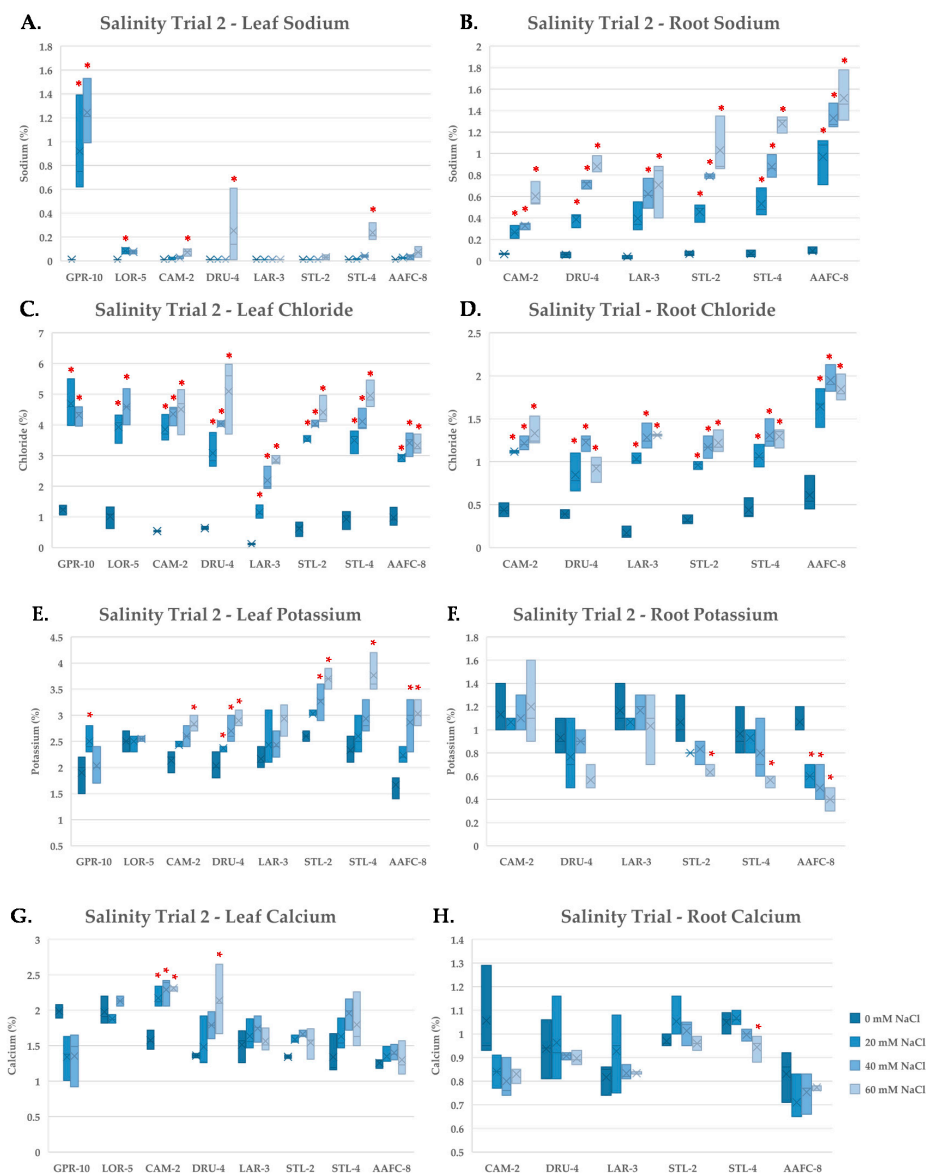 A. Salinity Trial 2 - Leaf Sodium
Sodium (%)
1.8
1.6
1.4
1.2
1
0.8
0.6
0.4
0.2
0
GPR-10 LOR-5 CAM-2 DRU-4 LAR-3 STL-2 STL-4 AAFC-8
B. Salinity Trial 2 - Root Sodium
Sodium (%)
2
1.8
1.6
1.4
1.2
1
0.8
0.6
0.4
0.2
0
CAM-2 DRU-4 LAR-3 STL-2 STL-4 AAFC-8
C. Salinity Trial 2 - Leaf Chloride
Chloride (%)
7
6
5
4
3
2
1
0
GPR-10 LOR-5 CAM-2 DRU-4 LAR-3 STL-2 STL-4 AAFC-8
D. Salinity Trial - Root Chloride
Chloride (%)
2.5
2
1.5
1
0.5
0
CAM-2 DRU-4 LAR-3 STL-2 STL-4 AAFC-8
E. Salinity Trial 2 - Leaf Potassium
Potassium (%)
4.5
4
3.5
3
2.5
2
1.5
1
0.5
GPR-10 LOR-5 CAM-2 DRU-4 LAR-3 STL-2 STL-4 AAFC-8
F. Salinity Trial 2 - Root Potassium
Potassium (%)
1.8
1.6
1.4
1.2
1
0.8
0.6
0.4
0.2
0
CAM-2 DRU-4 LAR-3 STL-2 STL-4 AAFC-8
G. Salinity Trial 2 - Leaf Calcium
Calcium (%)
3
2.5
2
1.5
1
0.5
0
GPR-10 LOR-5 CAM-2 DRU-4 LAR-3 STL-2 STL-4 AAFC-8
H. Salinity Trial - Root Calcium
Calcium (%)
1.4
1.3
1.2
1.1
1
0.9
0.8
0.7
0.6
0.5
CAM-2 DRU-4 LAR-3 STL-2 STL-4 AAFC-8
0 mM NaCl
20 mM NaCl
40 mM NaCl
60 mM NaCl